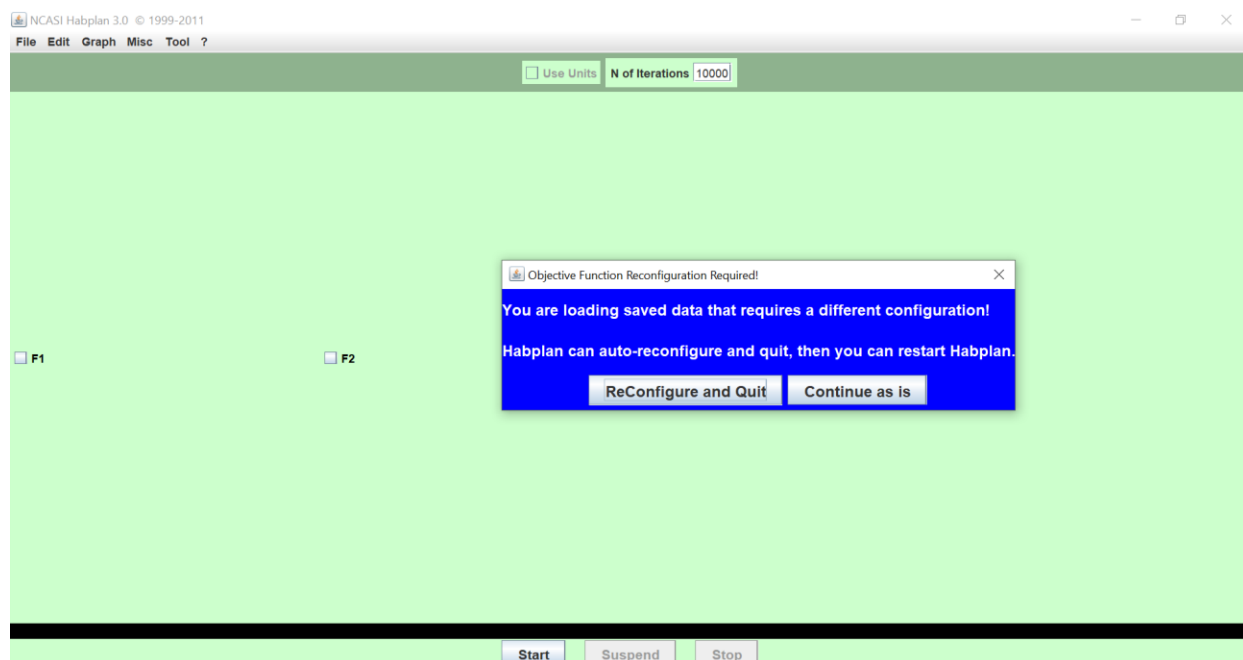 NCASI Habplan 3.0 © 1999-2011
File Edit Graph Misc Tool ?
Use Units N of Iterations 10000
Objective Function Reconfiguration Required!
You are loading saved data that requires a different configuration!
Habplan can auto-reconfigure and quit, then you can restart Habplan.
ReConfigure and Quit Continue as is
F1 F2
Start Suspend Stop